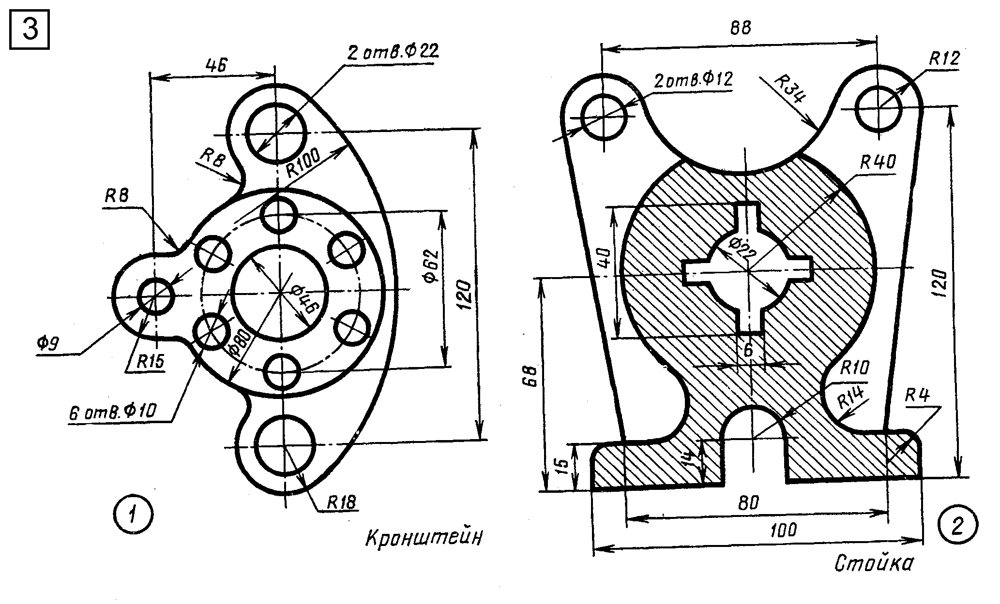 3
46
2 отв.Ф22
R8
R100
R8
Ф62
120
Ф46
Ф80
Ф9
R15
6 отв.Ф10
R18
1
Кронштейн
88
R12
2отв.Ф12
R34
R40
40
Ф22
120
6
68
R10
R14
R4
15
14
80
100
2
Стойка